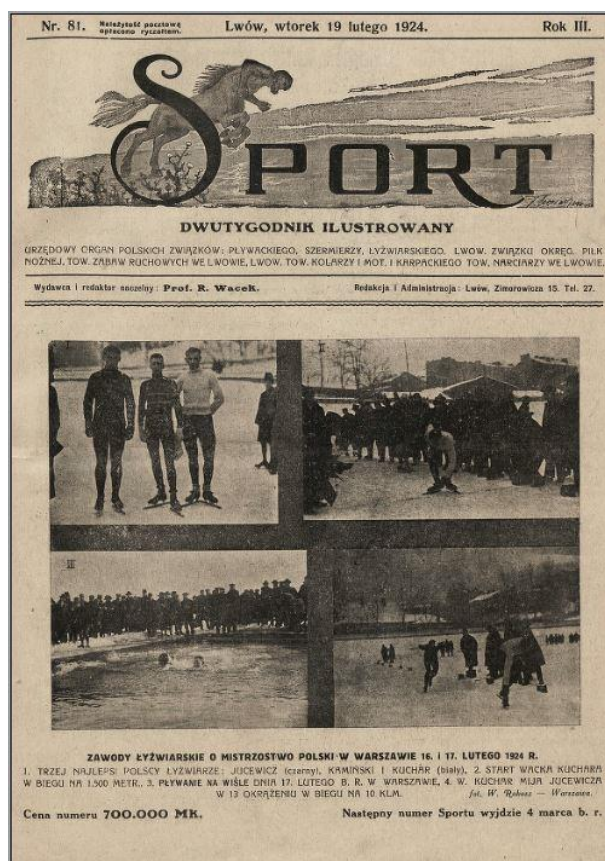 Nr. 81. Należytość pocztową opłacono ryczałtem. Lwów, wtorek 19 lutego 1924. Rok III.
SPORT
DWUTYGODNIK ILUSTROWANY
URZĘDOWY ORGAN POLSKICH ZWIĄZKÓW: PŁYWACKIEGO, SZERMIERZY, ŁYŻWIARSKIEGO, LWOW. ZWIĄZKU OKRĘG. PIŁK
NOŻNEJ, TOW. ZABAW RUCHOWYCH WE LWOWIE, LWOW. TOW. KOLARZY I MOT. I KARPACKIEGO TOW. NARCIARZY WE LWOWIE.
Wydawca i redaktor naczelny: Prof. R. Wacek. Redakcja i Administracja: Lwów, Zimorowicza 15. Tel. 27.
III
ZAWODY ŁYŻWIARSKIE O MISTRZOSTWO POLSKI W WARSZAWIE 16. i 17. LUTEGO 1924 R.
1. TRZEJ NAJLEPSI POLSCY ŁYŻWIARZE: JUCEWICZ (czarny), KAMIŃSKI I KUCHAR (biały), 2. START WACKA KUCHARA
W BIEGU NA 1.500 METR., 3. PŁYWANIE NA WIŚLE DNIA 17. LUTEGO B. R. W WARSZAWIE, 4. W. KUCHAR MIJA JUCEWICZA
W 13 OKRĄŻENIU W BIEGU NA 10 KLM. fot. W. Robosz — Warszawa.
Cena numeru 700.000 MK. Następny numer Sportu wyjdzie 4 marca b. r.